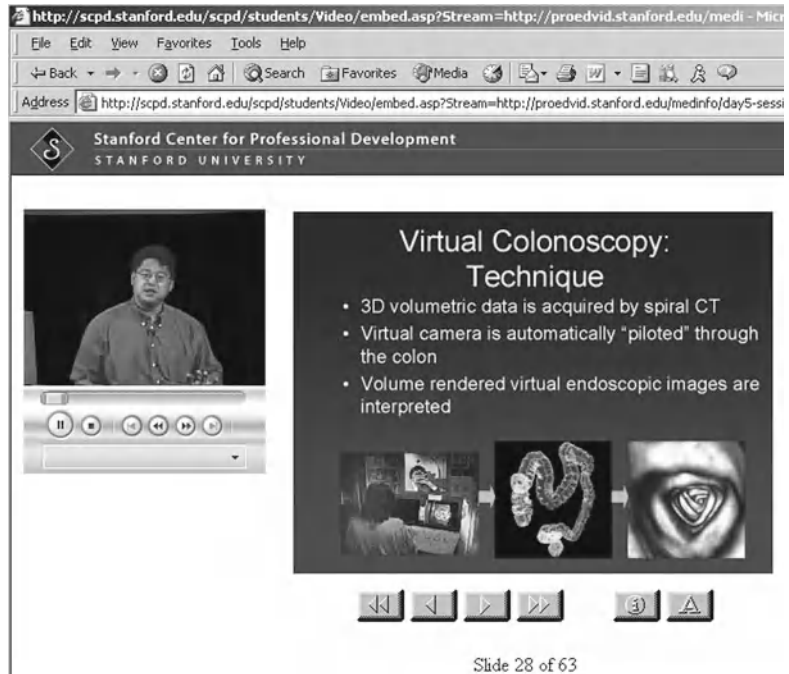 http://scpd.stanford.edu/scpd/students/Video/embed.asp?Stream=http://proedvid.stanford.edu/medi - Micr
File Edit View Favorites Tools Help
Back Search Favorites Media
Address http://scpd.stanford.edu/scpd/students/Video/embed.asp?Stream=http://proedvid.stanford.edu/medinfo/day5-sessi
S Stanford Center for Professional Development
STANFORD UNIVERSITY
Virtual Colonoscopy:
Technique
• 3D volumetric data is acquired by spiral CT
• Virtual camera is automatically “piloted” through
the colon
• Volume rendered virtual endoscopic images are
interpreted
Slide 28 of 63